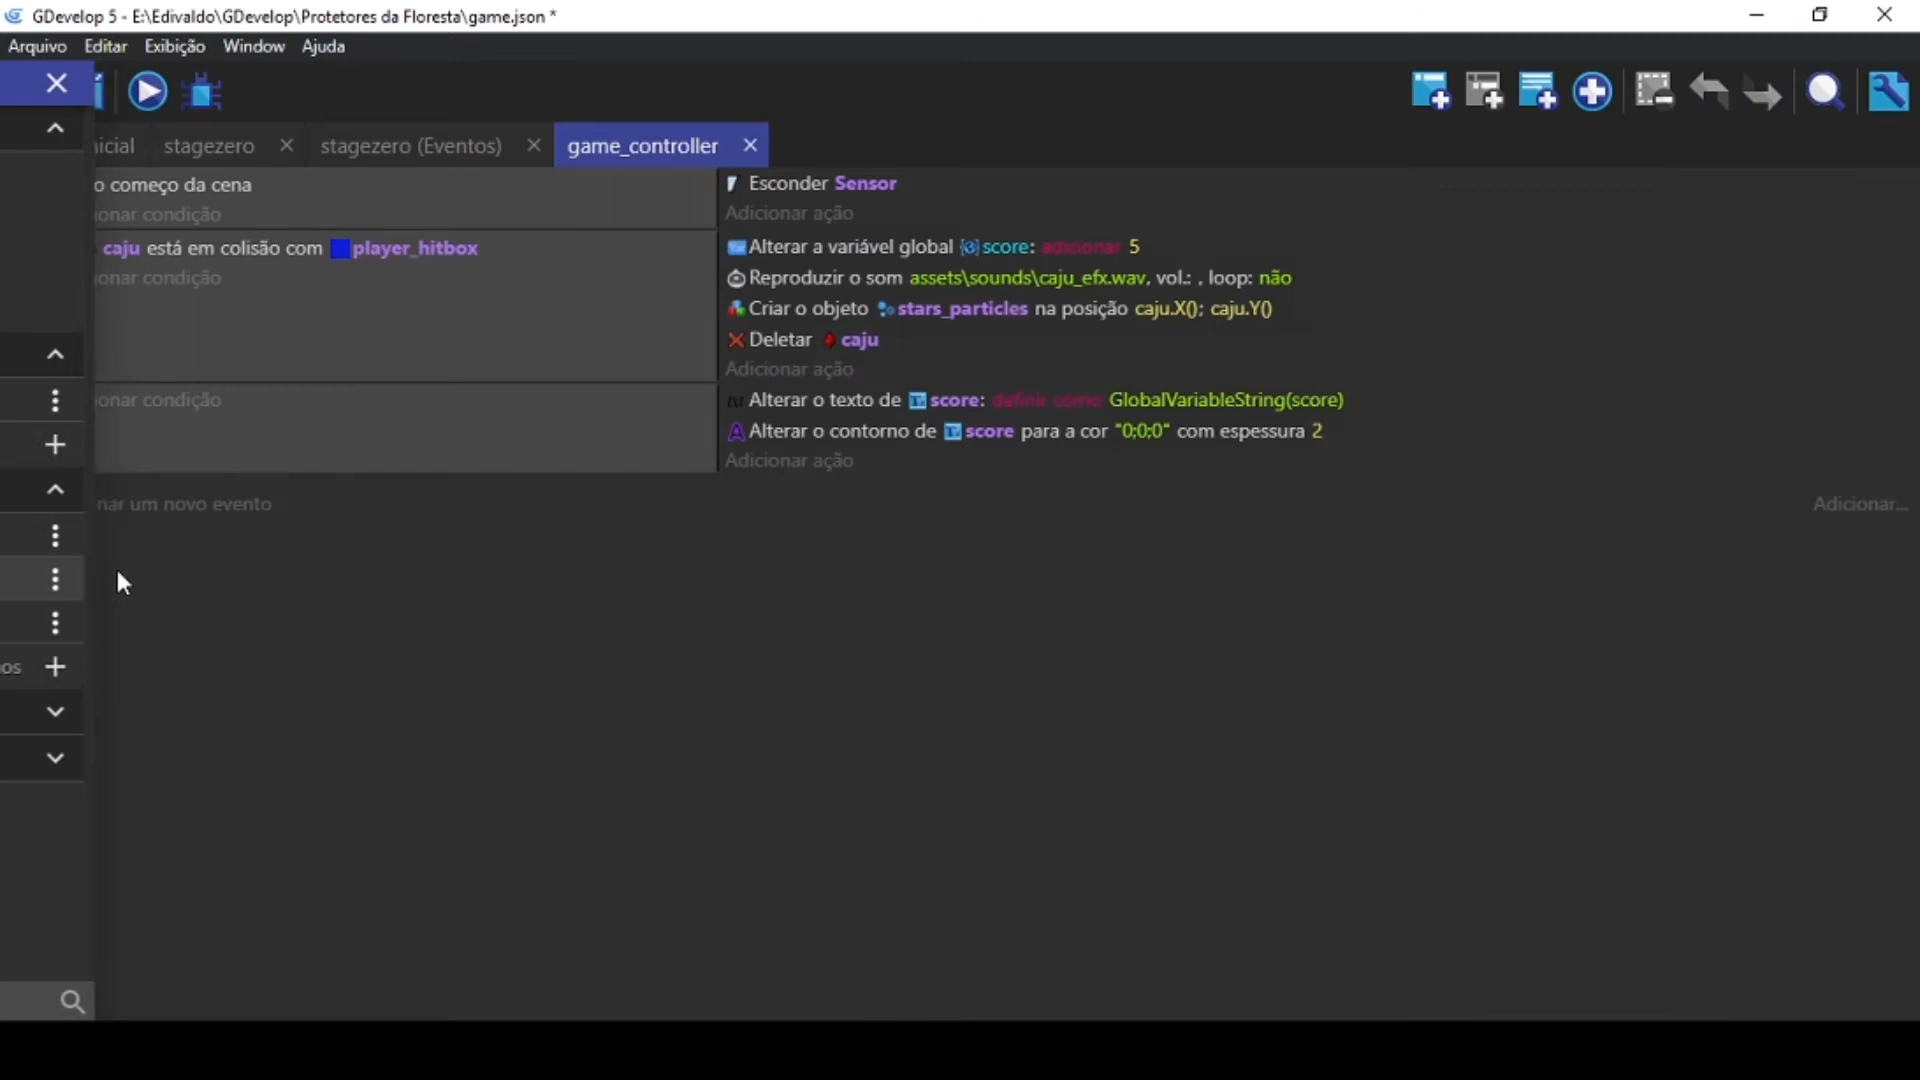 GDevelop 5 - E:\Edivaldo\GDevelop\Protetores da Floresta\game.json *
Arquivo Editar Exibição Window Ajuda
nicial stagezero stagezero (Eventos) game_controller
o começo da cena
Esconder Sensor
ionar condição
Adicionar ação
caju está em colisão com player_hitbox
Alterar a variável global score: adicionar 5
ionar condição
Reproduzir o som assets\sounds\caju_efx.wav, vol.: , loop: não
Criar o objeto stars_particles na posição caju.X(); caju.Y()
Deletar caju
Adicionar ação
ionar condição
Alterar o texto de score: definir como GlobalVariableString(score)
Alterar o contorno de score para a cor "0;0;0" com espessura 2
Adicionar ação
nar um novo evento
Adicionar...
os